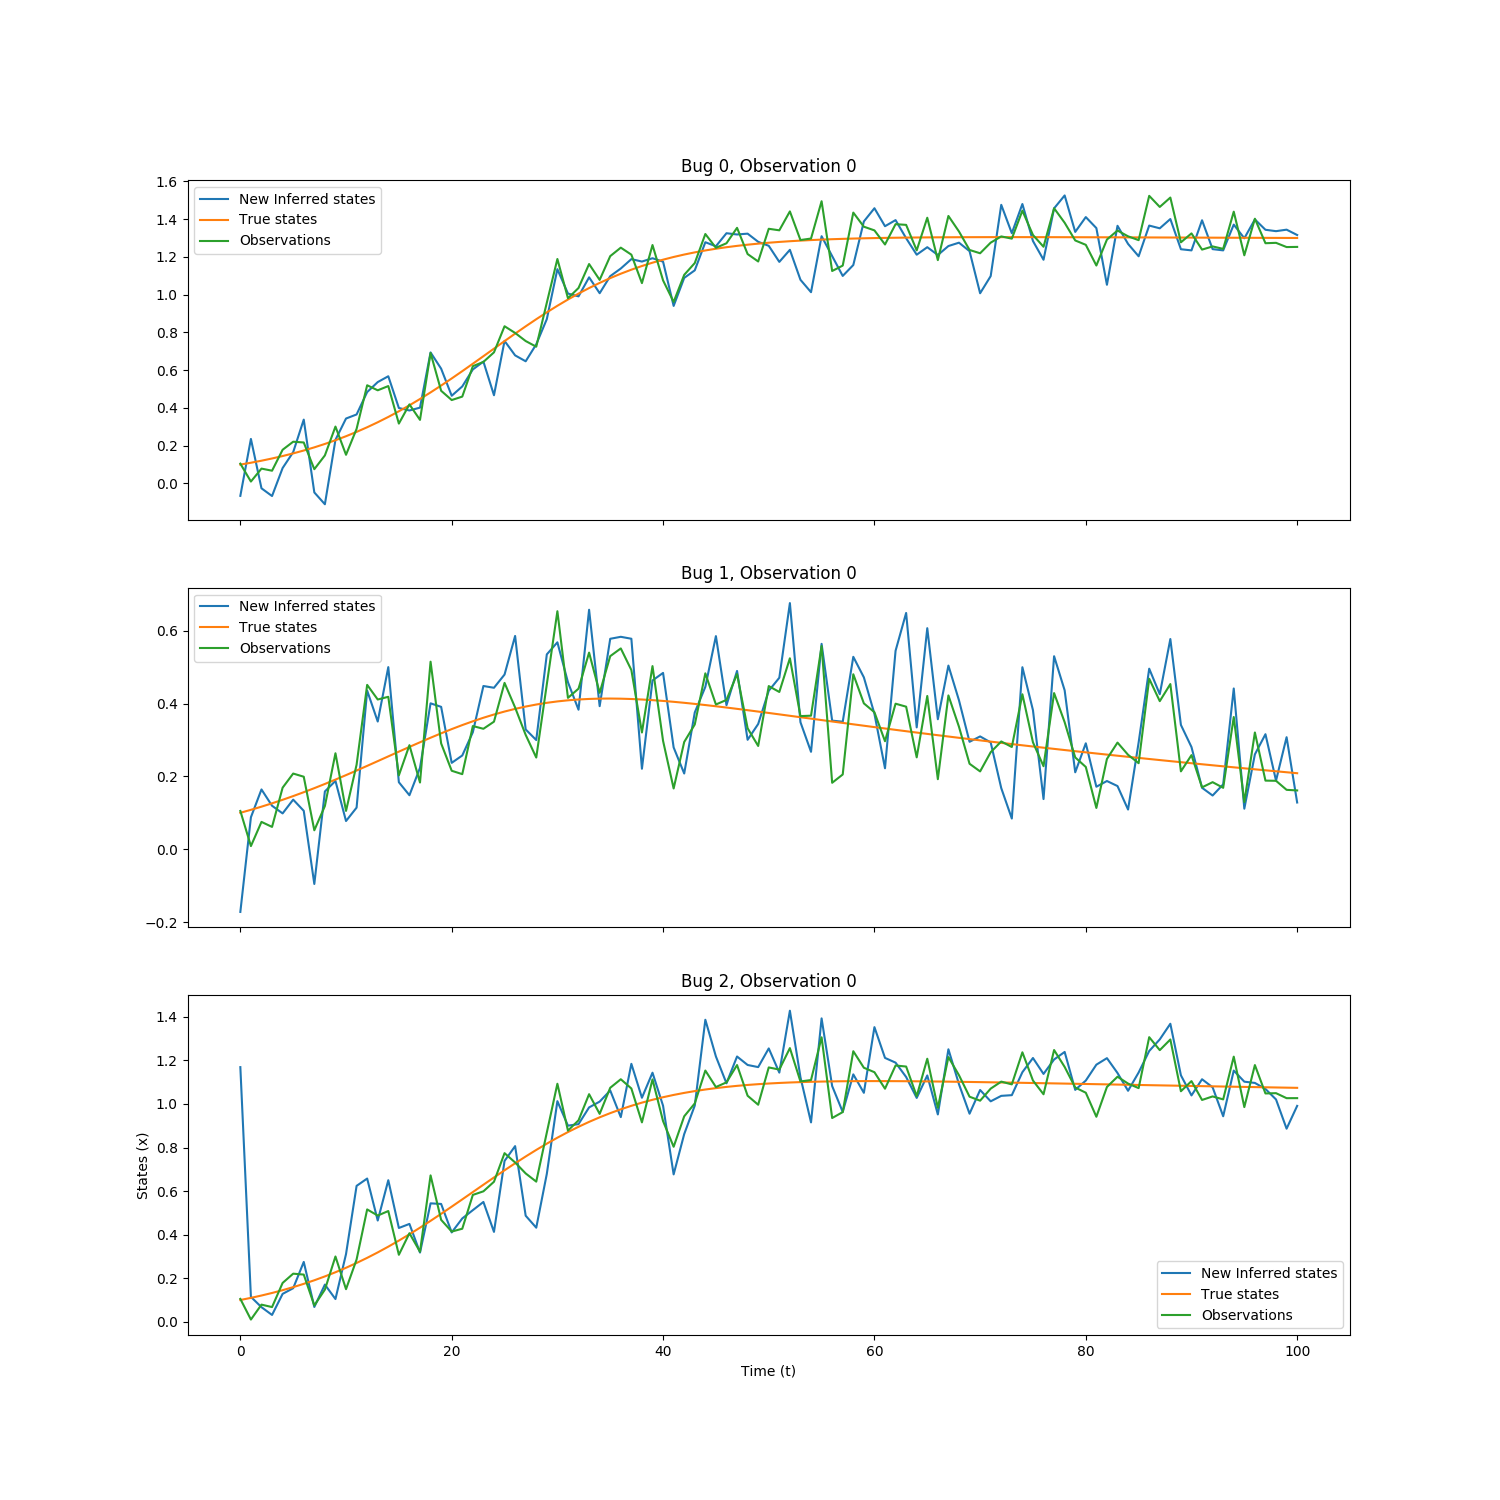 Bug 0, Observation 0
1.6
1.4
1.2
1.0
0.8
0.6
0.4
0.2
0.0
New Inferred states
True states
Observations
Bug 1, Observation 0
0.6
0.4
0.2
0.0
−0.2
New Inferred states
True states
Observations
Bug 2, Observation 0
1.4
1.2
1.0
0.8
0.6
0.4
0.2
0.0
States (x)
New Inferred states
True states
Observations
0 20 40 60 80 100
Time (t)